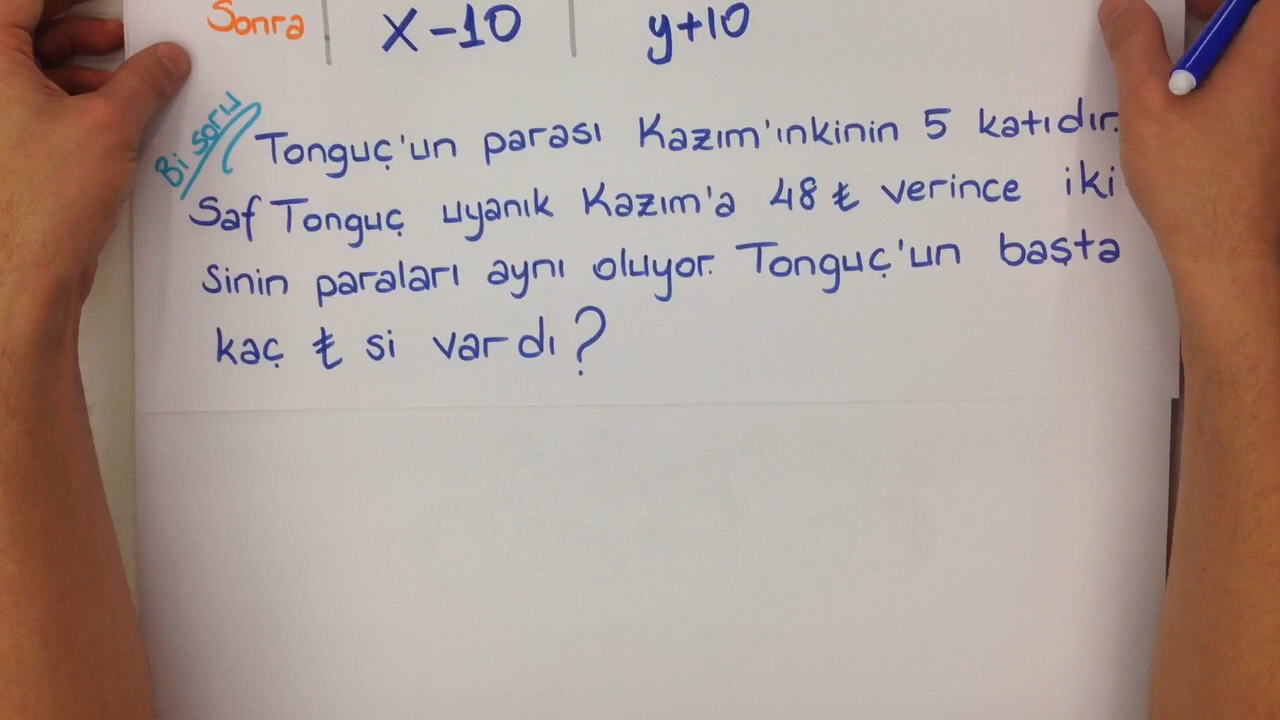 Sonra x-10 y+10
Bi soru
Tonguç'un parası Kazım'ınkinin 5 katıdır.
Saf Tonguç uyanık Kazım'a 48 ₺ verince iki
sinin paraları aynı oluyor. Tonguç'un başta
kaç ₺ si vardı?